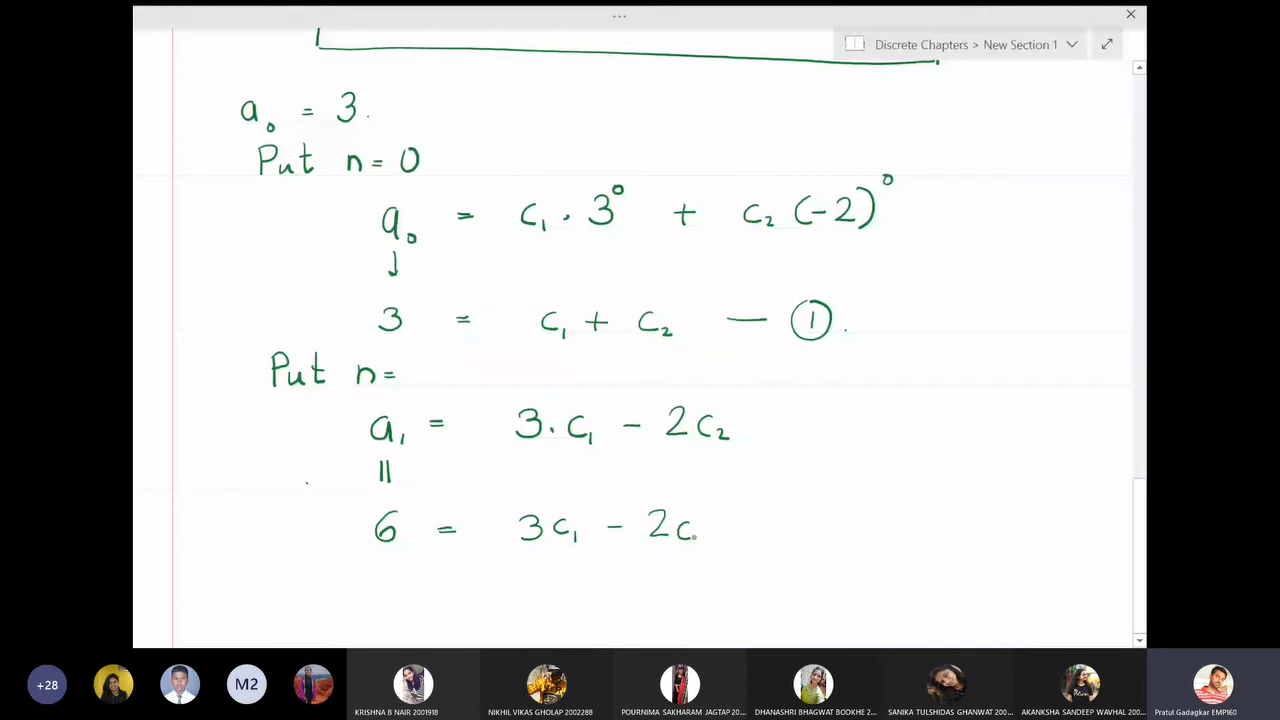 Discrete Chapters > New Section 1
a₀ = 3.
Put n = 0
a₀ = c₁ · 3⁰ + c₂ (-2)⁰
↓
3 = c₁ + c₂ — ①.
Put n =
a₁ = 3. c₁ - 2c₂
||
6 = 3c₁ - 2c
+28
M2
KRISHNA B NAIR 2001918
NIKHIL VIKAS GHOLAP 2002288
POURNIMA SAKHARAM JAGTAP 20...
DHANASHRI BHAGWAT BODKHE 2...
SANIKA TULSHIDAS GHANWAT 200...
AKANKSHA SANDEEP WAVHAL 200...
Pratul Gadagkar EMP160